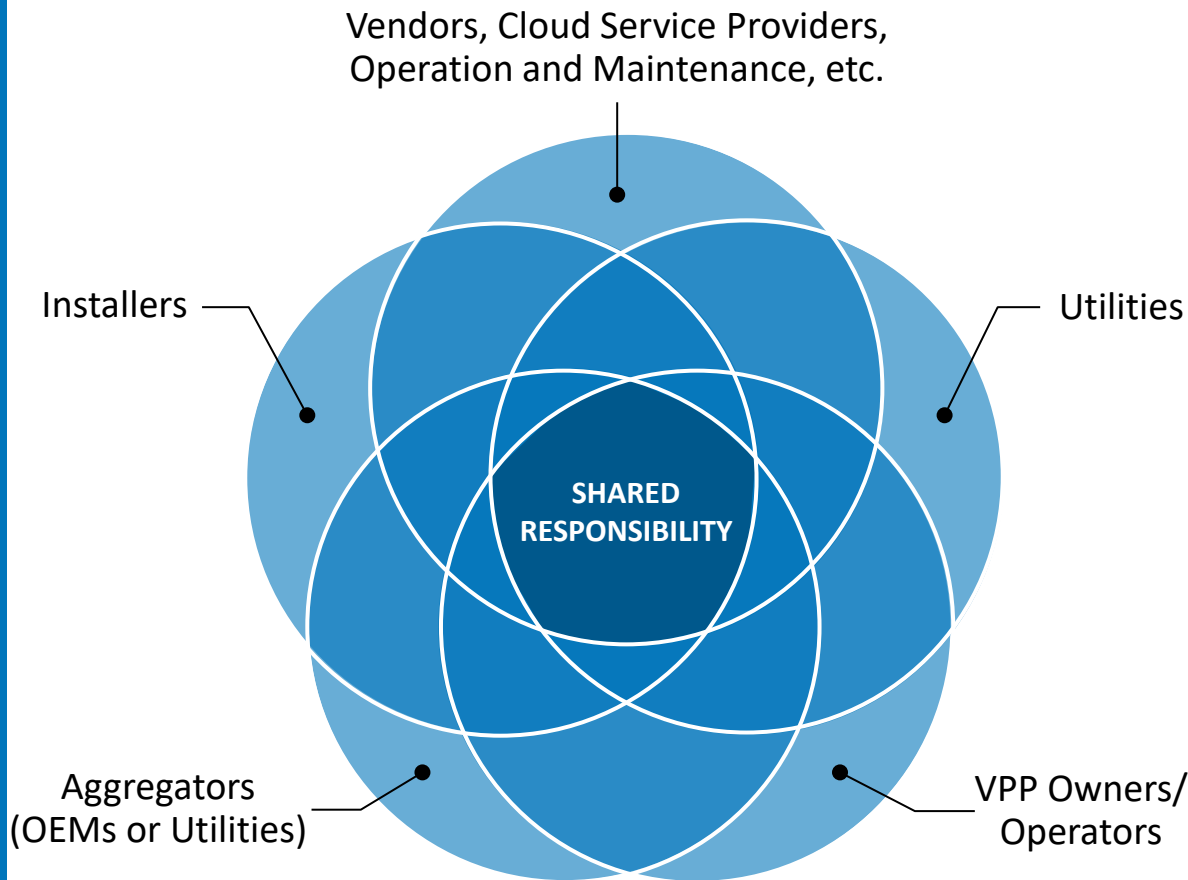 Vendors, Cloud Service Providers,
Operation and Maintenance, etc.
Installers
Utilities
SHARED
RESPONSIBILITY
Aggregators
(OEMs or Utilities)
VPP Owners/
Operators